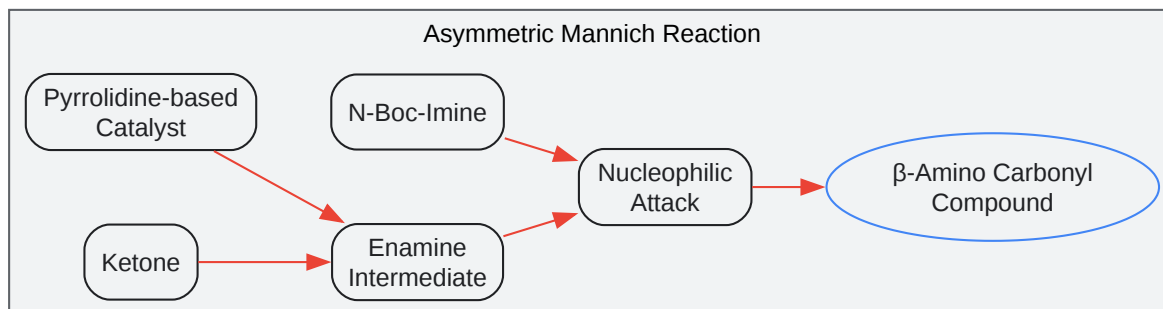 Asymmetric Mannich Reaction
Pyrrolidine-based
Catalyst
N-Boc-Imine
Nucleophilic
Attack
β-Amino Carbonyl
Compound
Ketone
Enamine
Intermediate